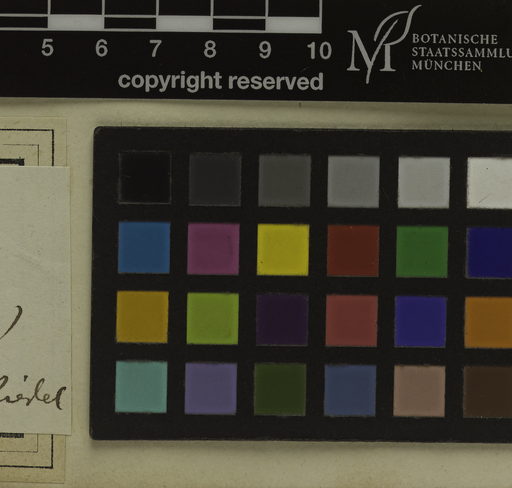 5 6 7 8 9 10
copyright reserved
BOTANISCHE
STAATSSAMMLU
MÜNCHEN